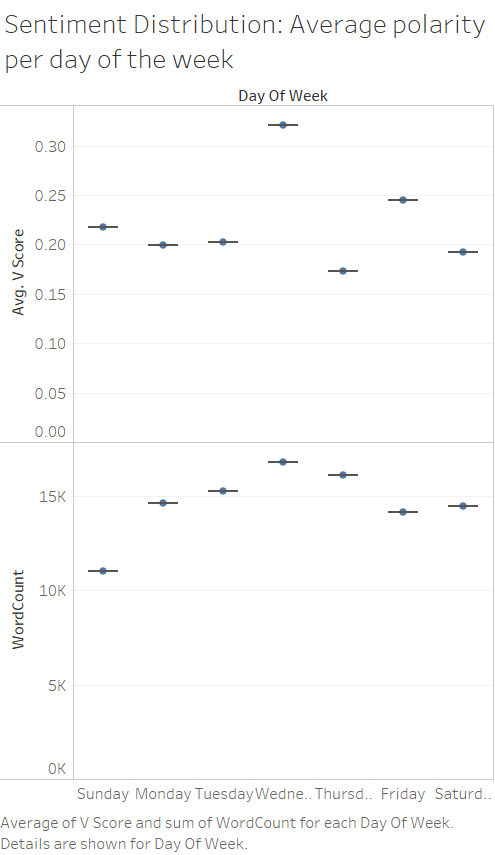 Sentiment Distribution: Average polarity
per day of the week
Day Of Week
Avg. V Score
0.30
0.25
0.20
0.15
0.10
0.05
0.00
WordCount
15K
10K
5K
0K
Sunday Monday Tuesday Wedne.. Thursd.. Friday Saturd..
Average of V Score and sum of WordCount for each Day Of Week.
Details are shown for Day Of Week.